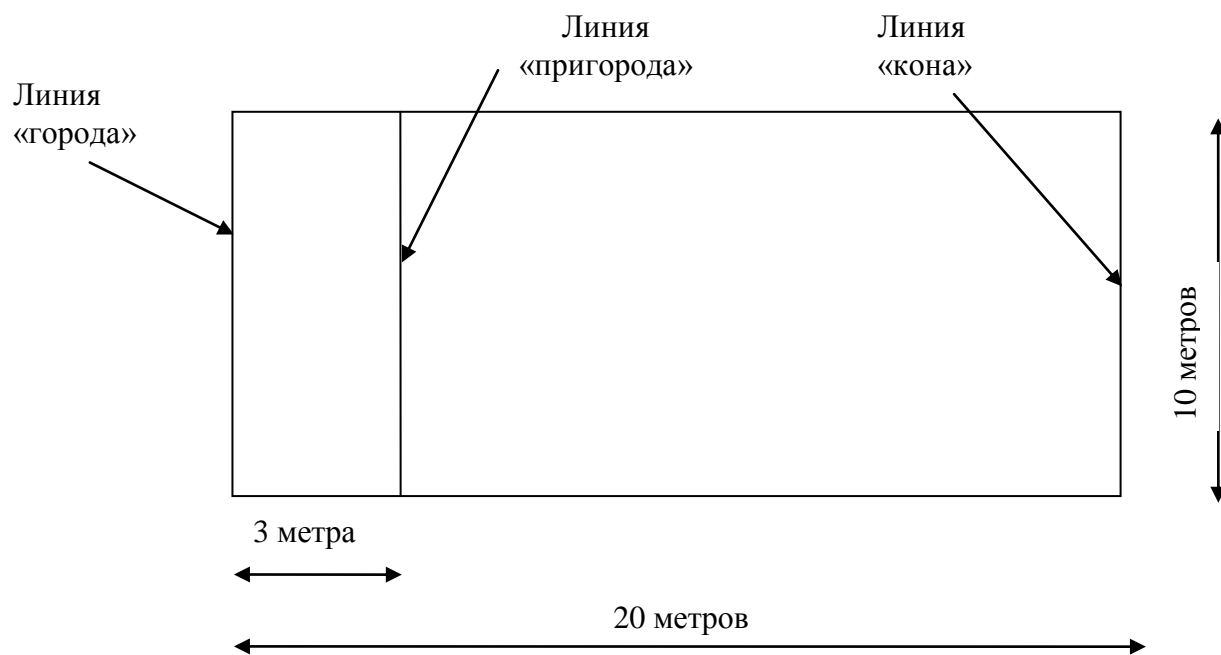 Линия
«пригорода»
Линия
«кона»
Линия
«города»
10 метров
3 метра
20 метров